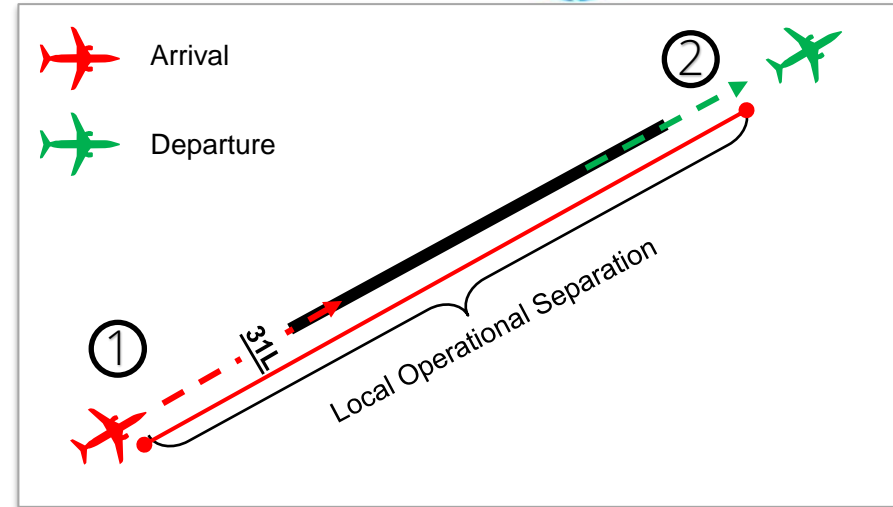 Arrival
2
Departure
31L
1
Local Operational Separation